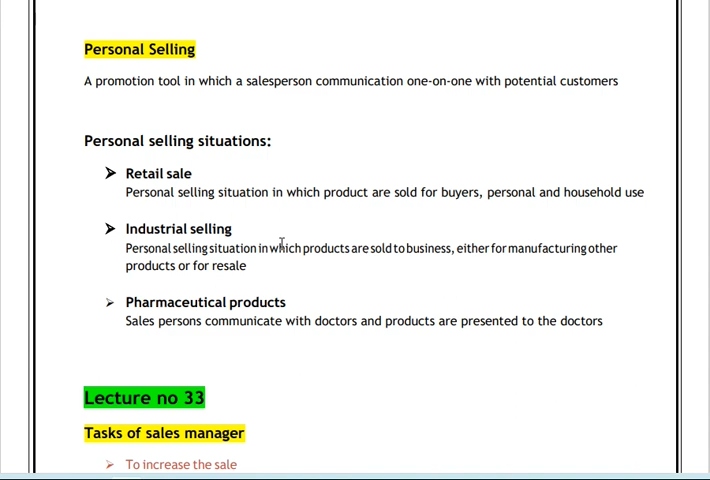 Personal Selling
A promotion tool in which a salesperson communication one-on-one with potential customers
Personal selling situations:
Retail sale
Personal selling situation in which product are sold for buyers, personal and household use
Industrial selling
Personal selling situation in which products are sold to business, either for manufacturing other
products or for resale
Pharmaceutical products
Sales persons communicate with doctors and products are presented to the doctors
Lecture no 33
Tasks of sales manager
To increase the sale